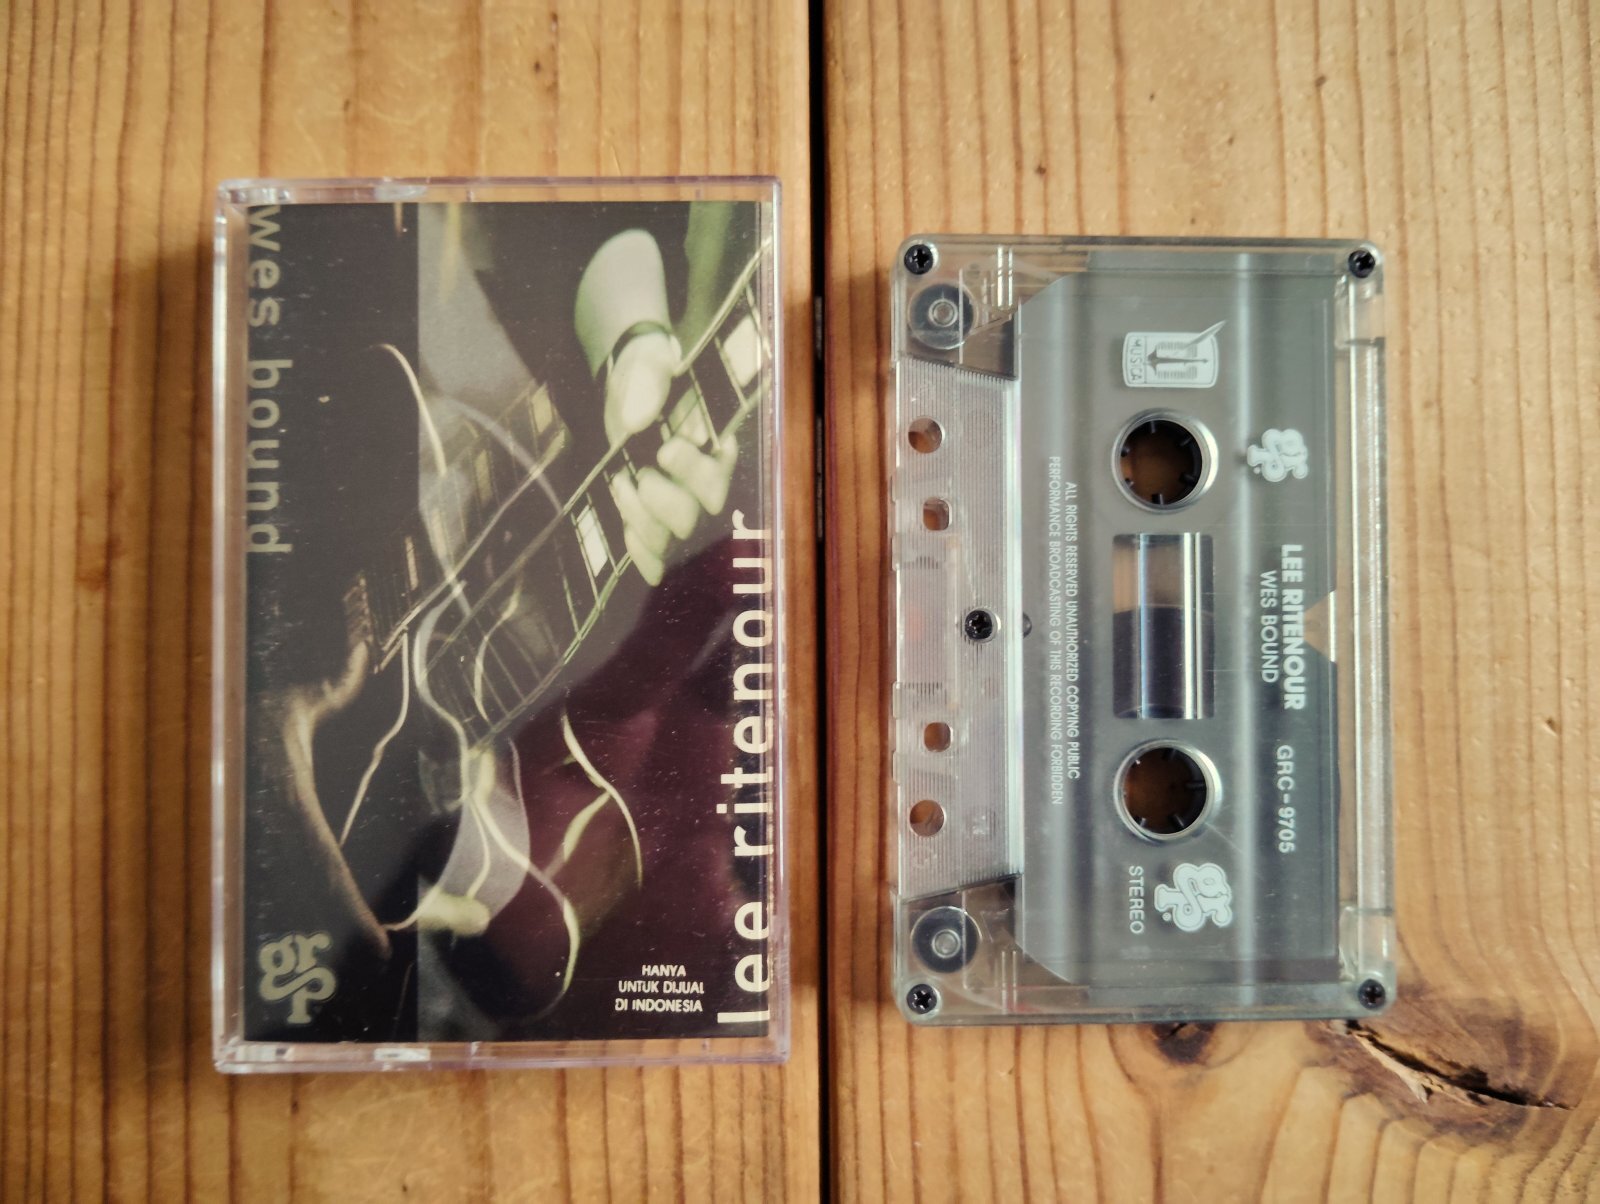 wes bound
lee ritenour
grp
HANYA
UNTUK DIJUAL
DI INDONESIA
MUSICA
grp
LEE RITENOUR
WES BOUND
GRC-9705
grp
STEREO
ALL RIGHTS RESERVED UNAUTHORIZED COPYING PUBLIC
PERFORMANCE BROADCASTING OF THIS RECORDING FORBIDDEN